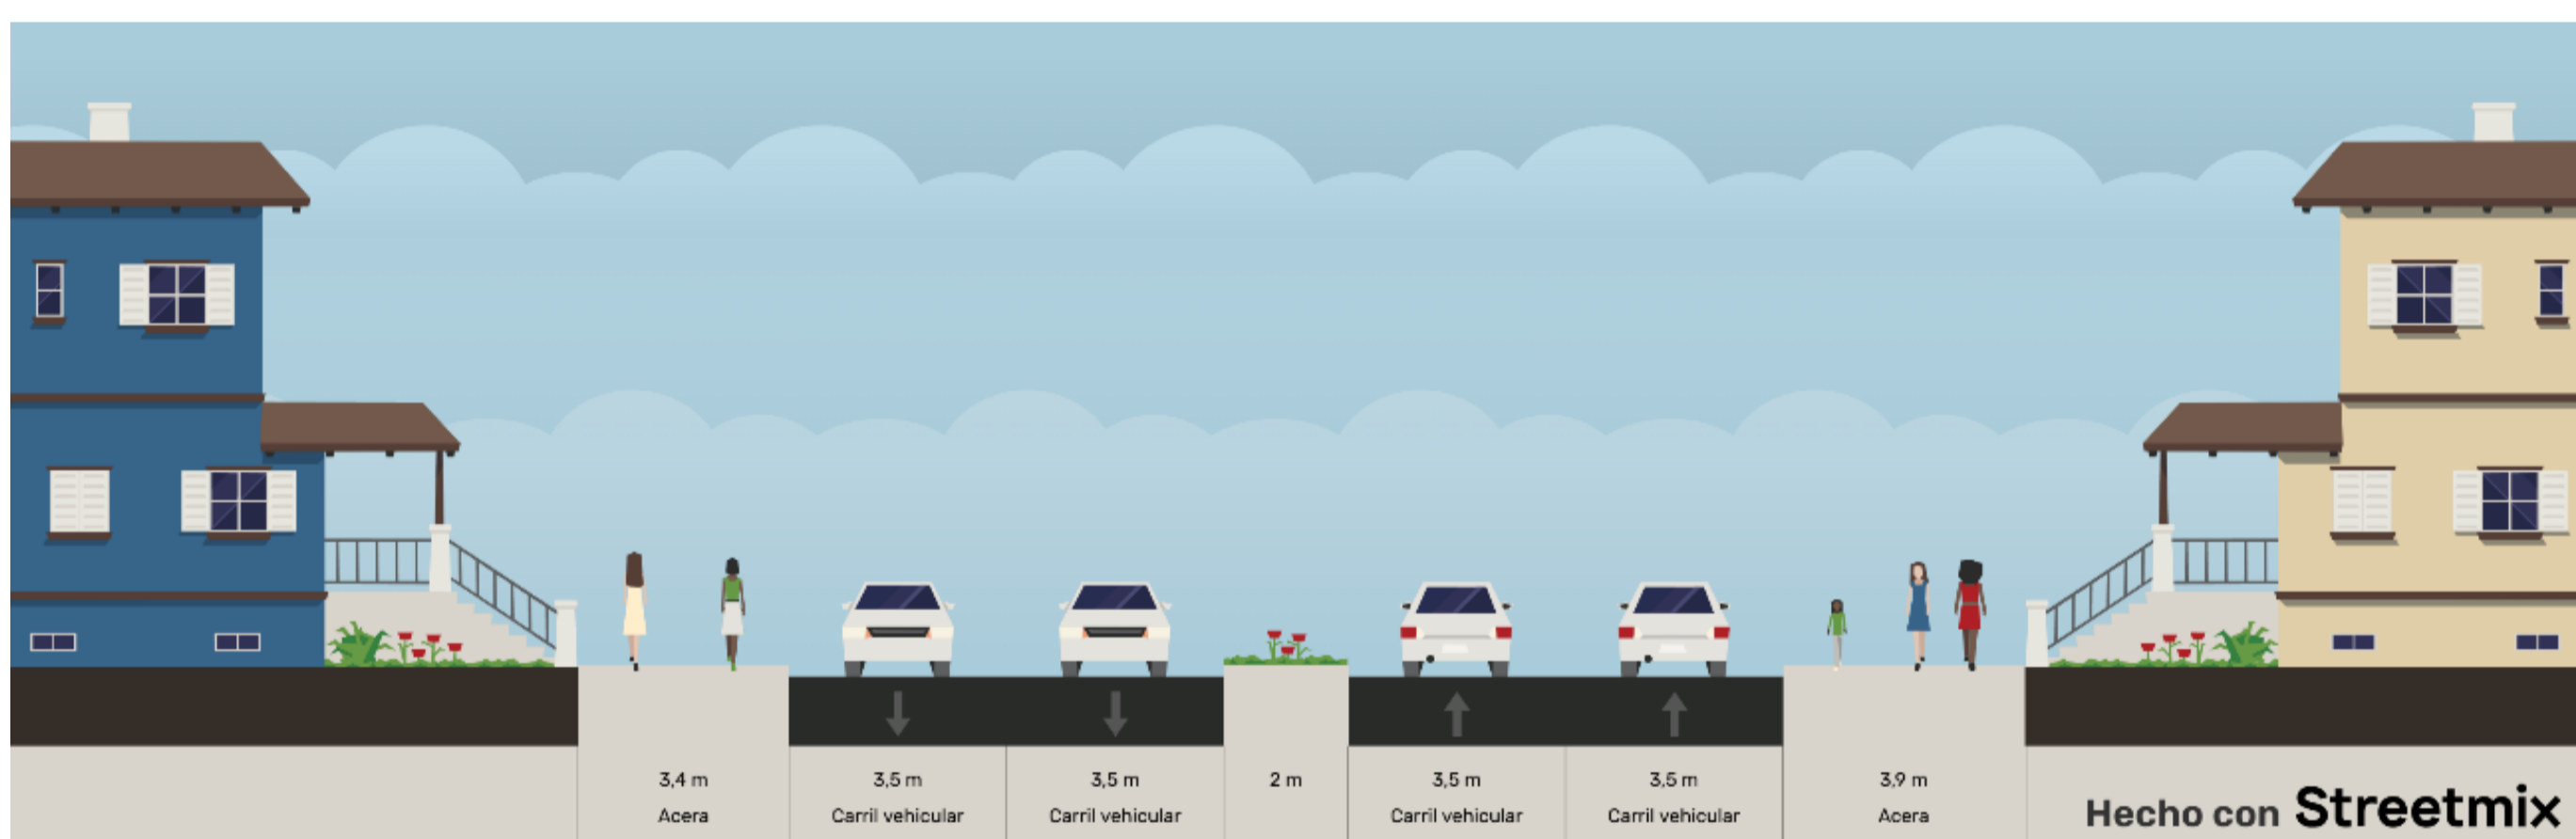 3,4 m
Acera
3,5 m
Carril vehicular
3,5 m
Carril vehicular
2 m
3,5 m
Carril vehicular
3,5 m
Carril vehicular
3,9 m
Acera
Hecho con Streetmix